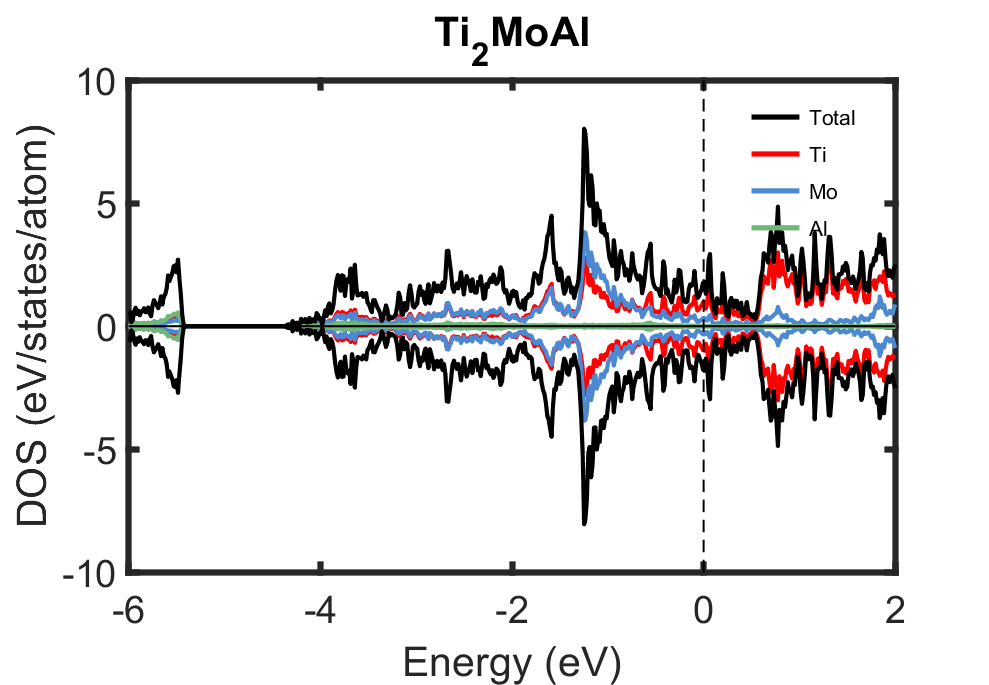 Ti₂MoAl
10
5
0
-5
-10
DOS (eV/states/atom)
Total
Ti
Mo
Al
-6 -4 -2 0 2
Energy (eV)